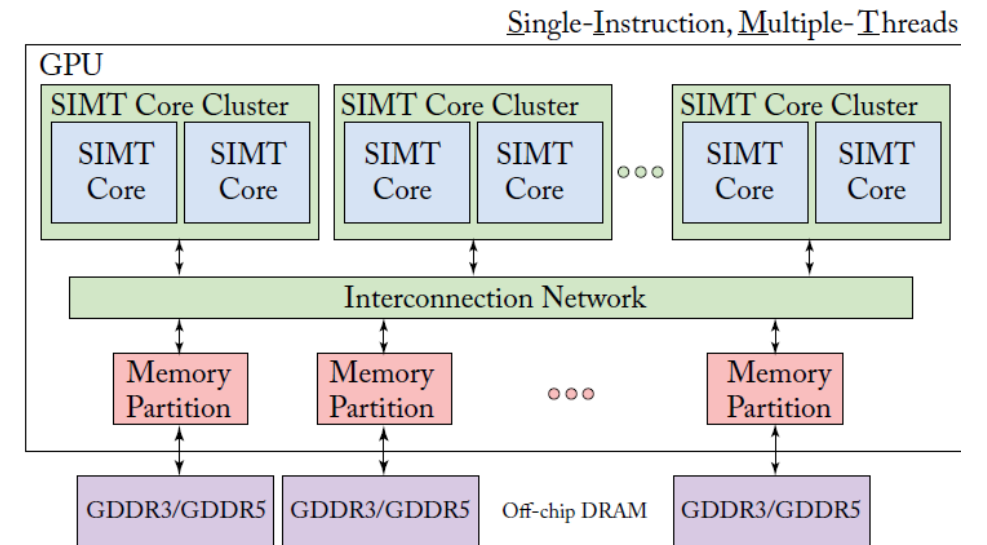 Single-Instruction, Multiple-Threads
GPU
SIMT Core Cluster
SIMT
Core
SIMT
Core
SIMT Core Cluster
SIMT
Core
SIMT
Core
SIMT Core Cluster
SIMT
Core
SIMT
Core
Interconnection Network
Memory
Partition
Memory
Partition
Memory
Partition
GDDR3/GDDR5
GDDR3/GDDR5
Off-chip DRAM
GDDR3/GDDR5